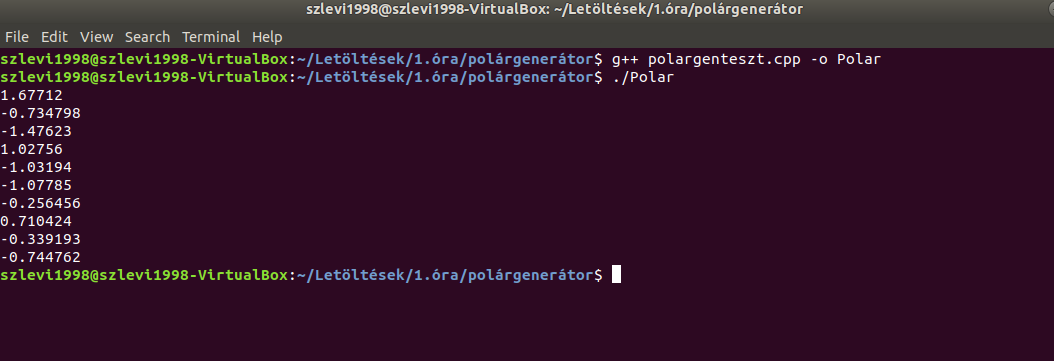 szlevi1998@szlevi1998-VirtualBox: ~/Letöltések/1.óra/polárgenerátor
File Edit View Search Terminal Help
szlevi1998@szlevi1998-VirtualBox:~/Letöltések/1.óra/polárgenerátor$ g++ polargenteszt.cpp -o Polar
szlevi1998@szlevi1998-VirtualBox:~/Letöltések/1.óra/polárgenerátor$ ./Polar
1.67712
-0.734798
-1.47623
1.02756
-1.03194
-1.07785
-0.256456
0.710424
-0.339193
-0.744762
szlevi1998@szlevi1998-VirtualBox:~/Letöltések/1.óra/polárgenerátor$